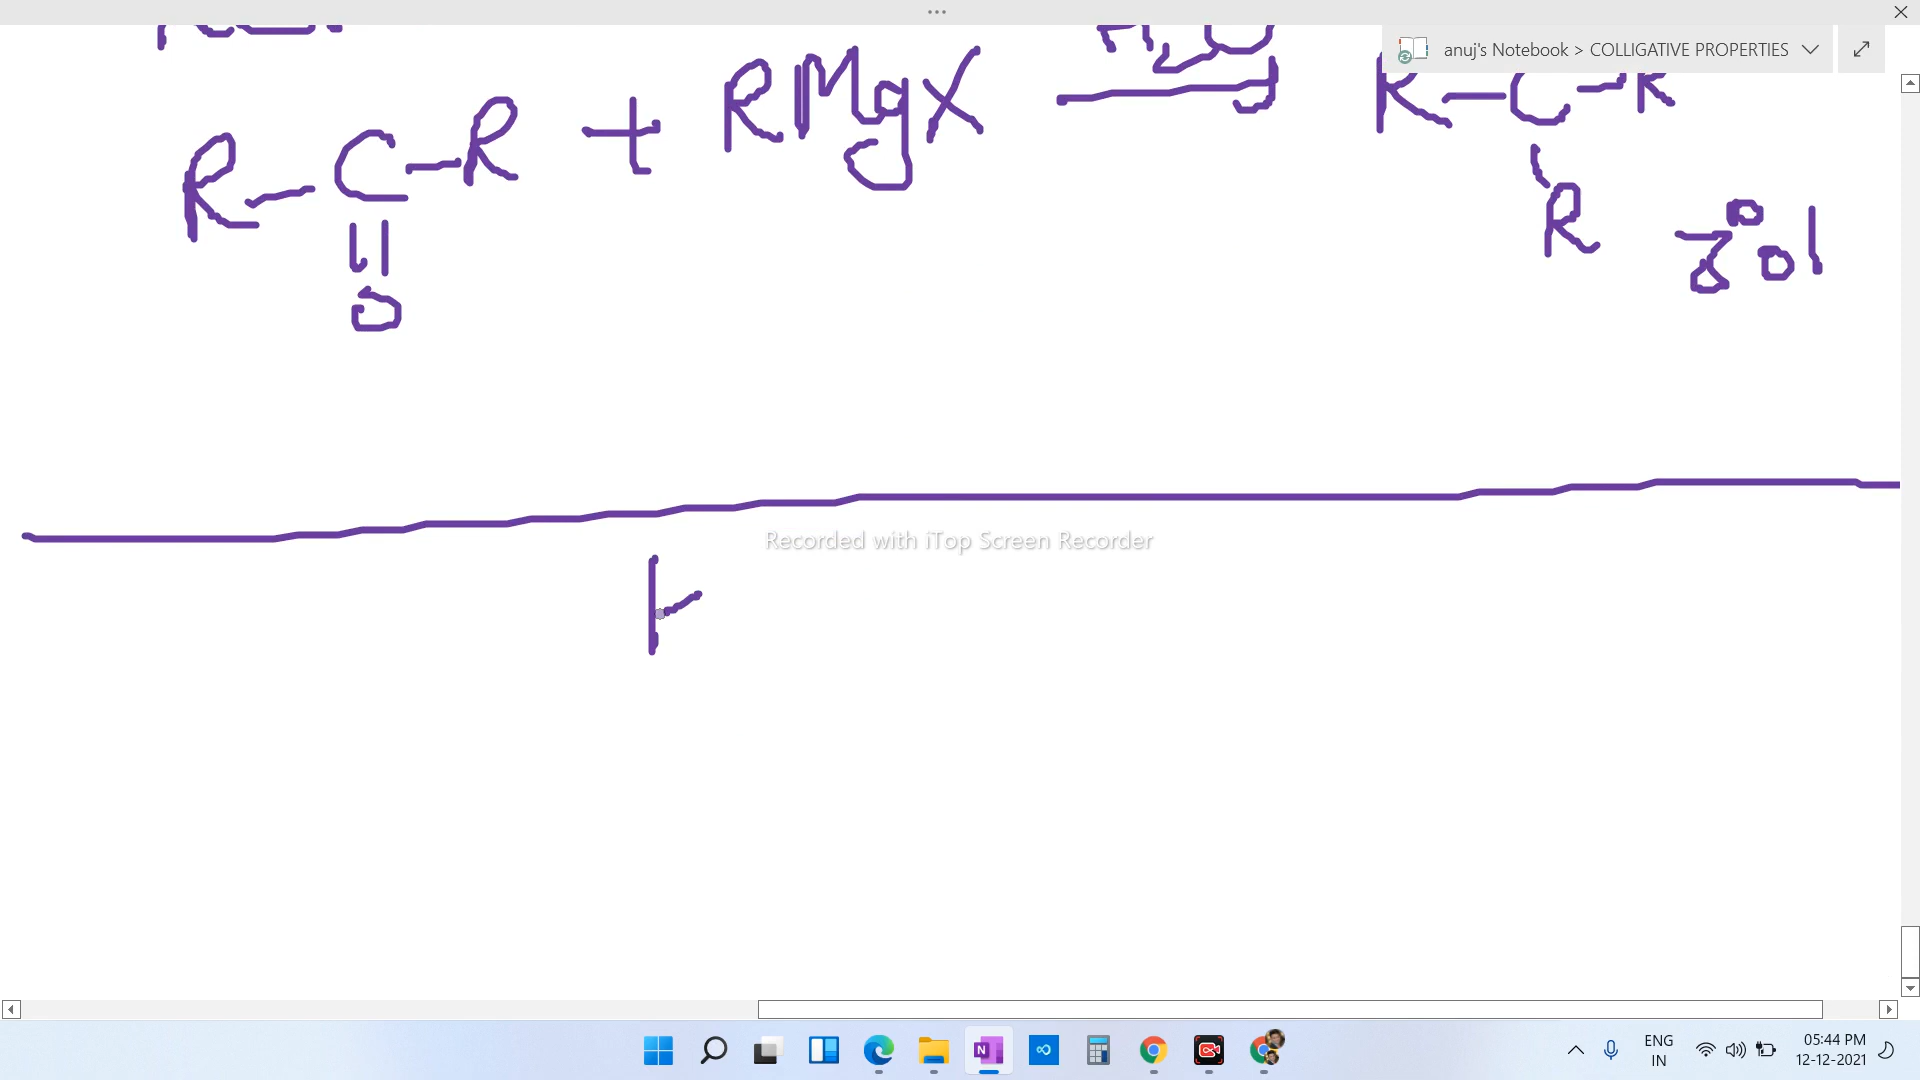 anuj's Notebook > COLLIGATIVE PROPERTIES
R-C-R + RMgX H2O R-C-R
|| R
O 3° ol
Recorded with iTop Screen Recorder
ENG
IN
05:44 PM
12-12-2021